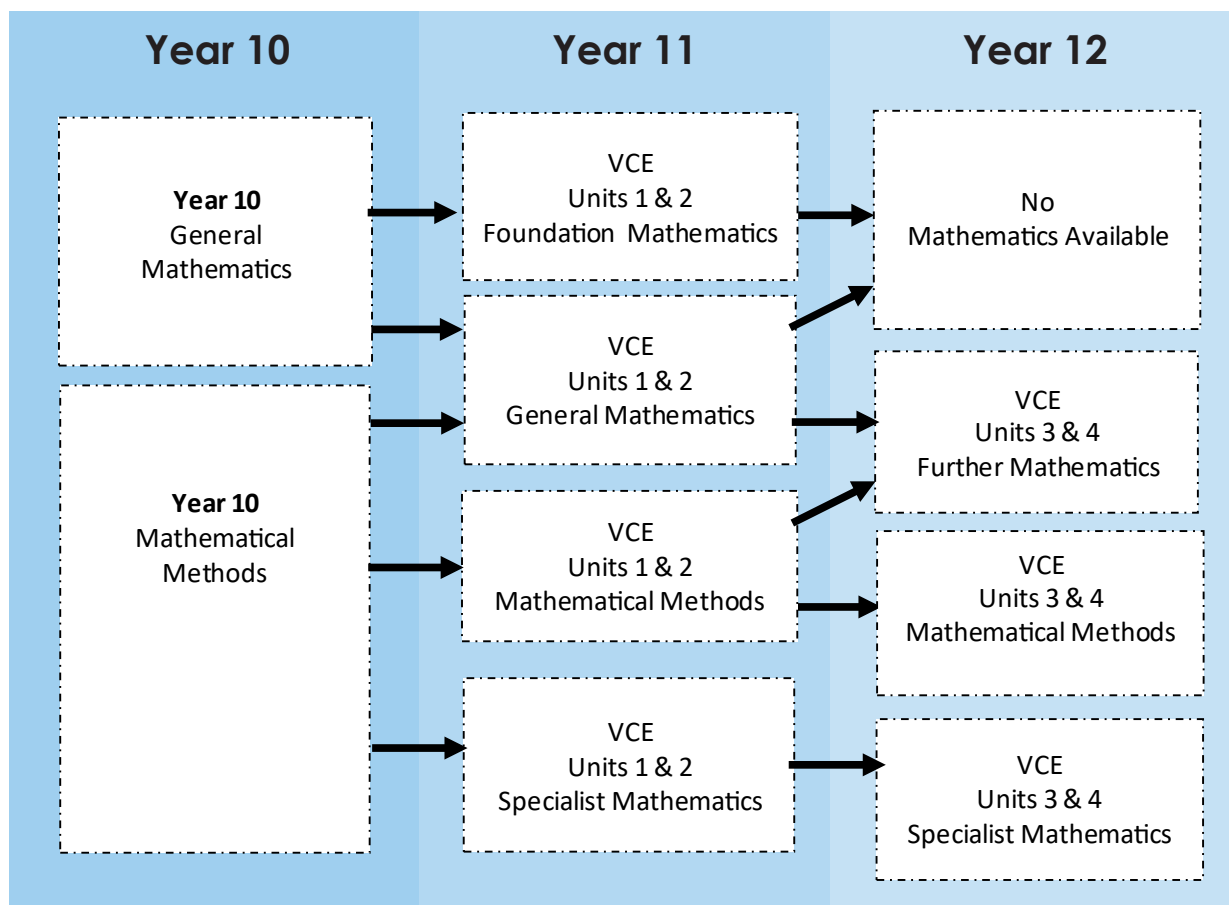 Year 10
Year 11
Year 12
Year 10
General
Mathematics
Year 10
Mathematical
Methods
VCE
Units 1 & 2
Foundation Mathematics
VCE
Units 1 & 2
General Mathematics
VCE
Units 1 & 2
Mathematical Methods
VCE
Units 1 & 2
Specialist Mathematics
No
Mathematics Available
VCE
Units 3 & 4
Further Mathematics
VCE
Units 3 & 4
Mathematical Methods
VCE
Units 3 & 4
Specialist Mathematics